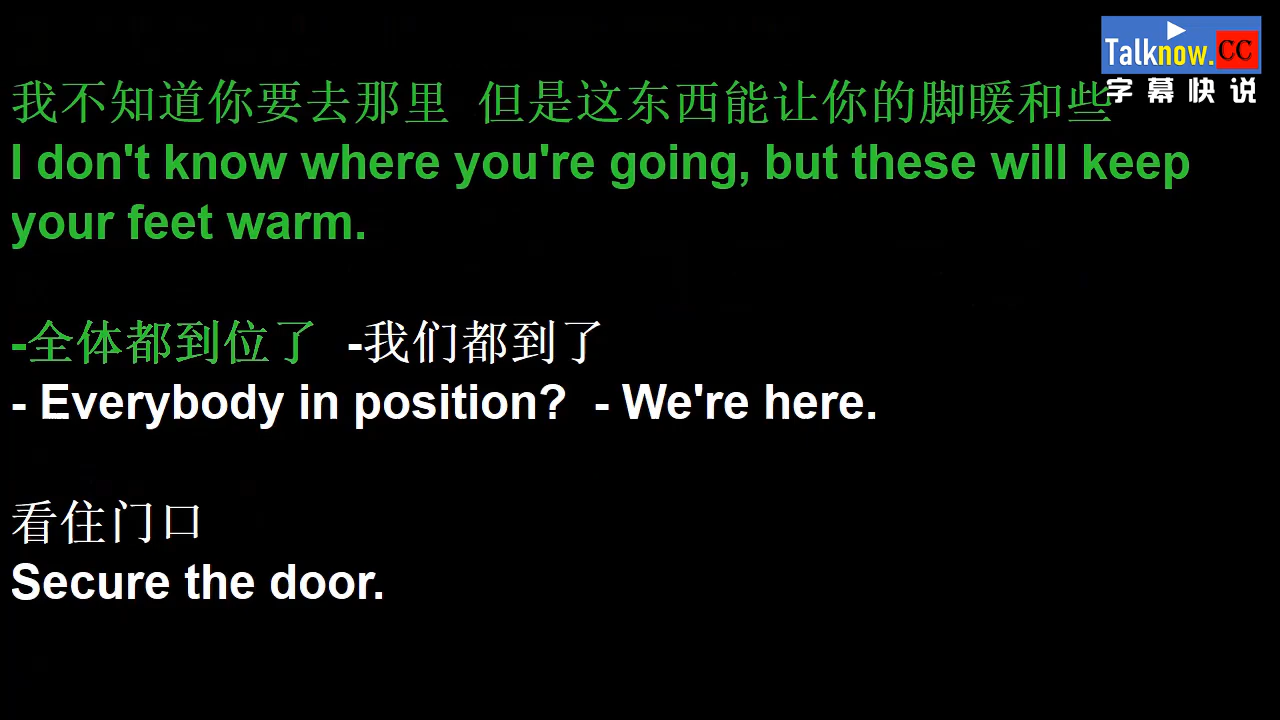 Talknow.CC
字幕快说
我不知道你要去那里 但是这东西能让你的脚暖和些
I don't know where you're going, but these will keep
your feet warm.
-全体都到位了 -我们都到了
- Everybody in position? - We're here.
看住门口
Secure the door.